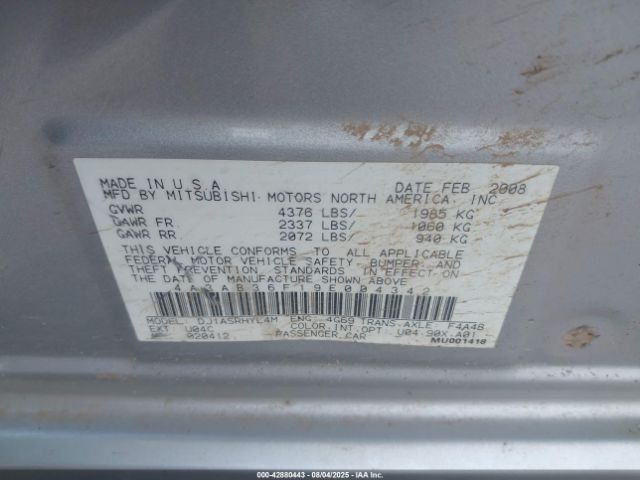 MADE IN U.S.A. DATE FEB 2008
MFD BY MITSUBISHI MOTORS NORTH AMERICA, INC.
GVWR 4376 LBS/ 1985 KG
GAWR FR 2337 LBS/ 1060 KG
GAWR RR 2072 LBS/ 940 KG
THIS VEHICLE CONFORMS TO ALL APPLICABLE
FEDERAL MOTOR VEHICLE SAFETY, BUMPER, AND
THEFT PREVENTION STANDARDS IN EFFECT ON
THE DATE OF MANUFACTURE SHOWN ABOVE
4A3AB36F19E004342
MODEL DJ1ASRHYL4M ENG. 4G69 TRANS.AXLE F4A4B
EXT U04C COLOR.INT.OPT. U04.90X.A01
020412 PASSENGER CAR MU001418
000-42880443 - 08/04/2025 - IAAI.COM